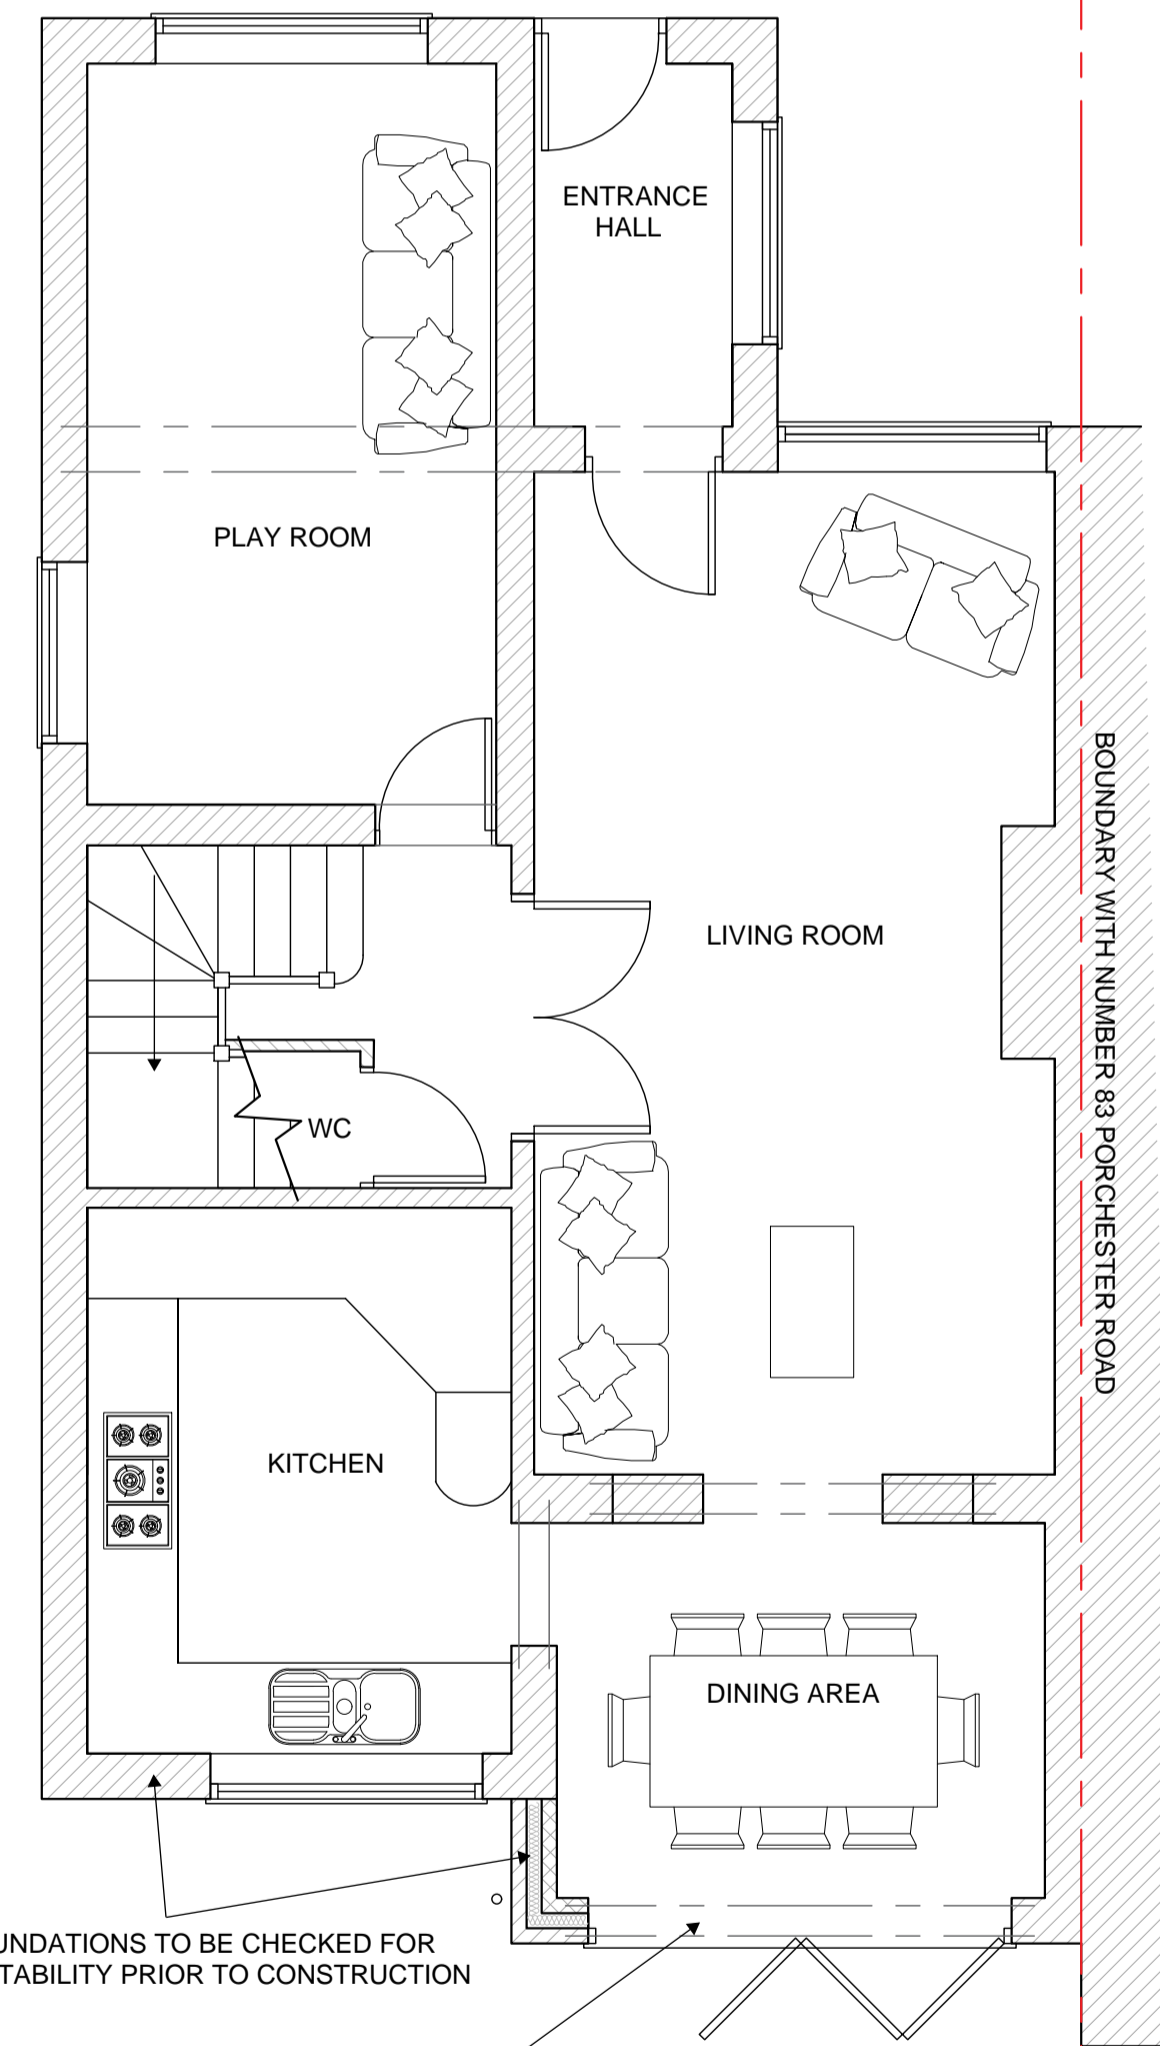 ENTRANCE
HALL
PLAY ROOM
LIVING ROOM
BOUNDARY WITH NUMBER 83 PORCHESTER ROAD
WC
KITCHEN
DINING AREA
UNDATIONS TO BE CHECKED FOR
TABILITY PRIOR TO CONSTRUCTION